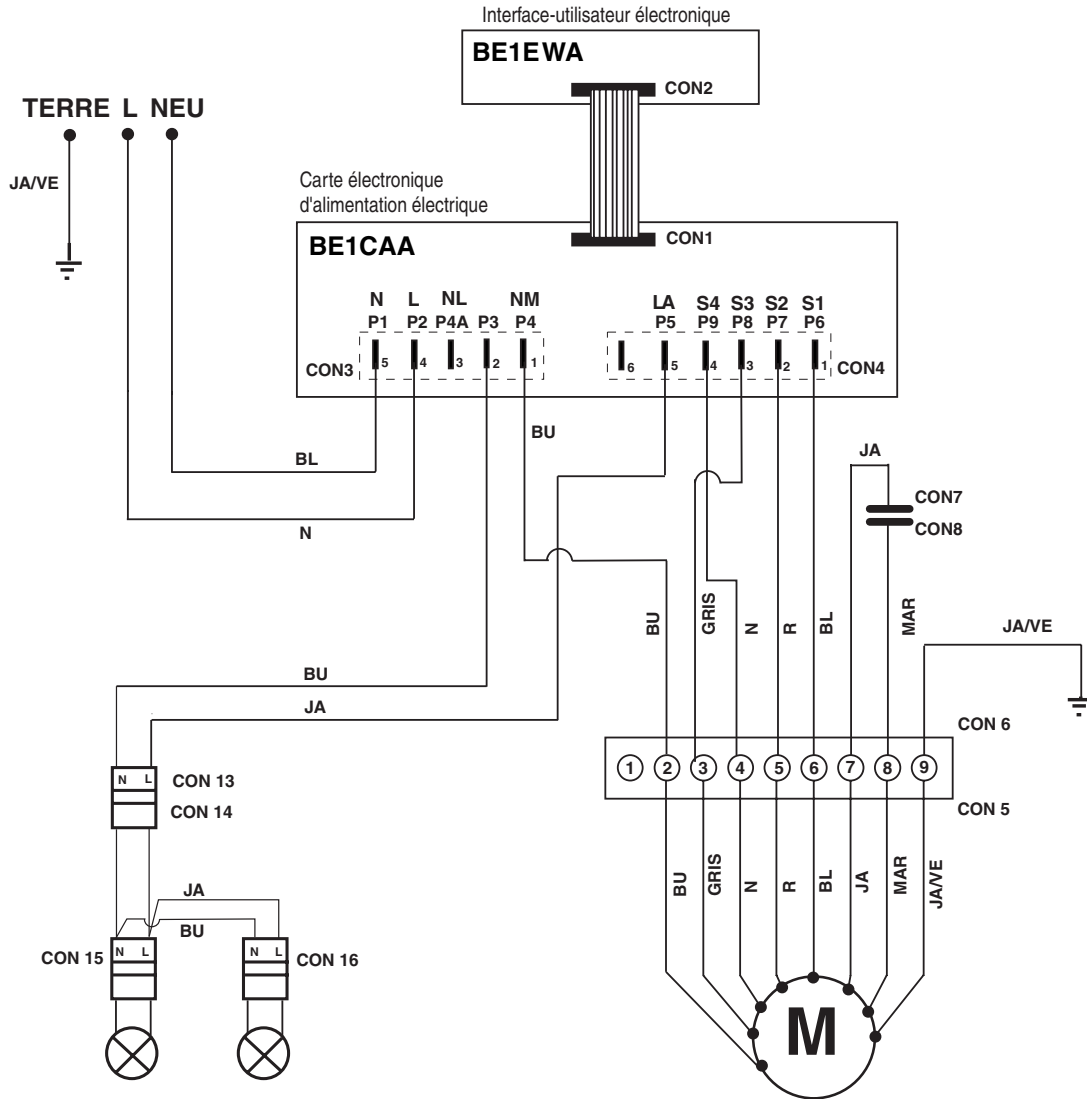 Interface-utilisateur électronique
BE1EWA
CON2
TERRE L NEU
JA/VE
Carte électronique
d'alimentation électrique
CON1
BE1CAA
N L NL NM
P1 P2 P4A P3 P4
LA S4 S3 S2 S1
P5 P9 P8 P7 P6
CON3 5 4 3 2 1
6 5 4 3 2 1 CON4
BU
BL
JA
N
CON7
CON8
BU GRIS N R BL MAR
JA/VE
BU
JA
CON 6
N L CON 13
1 2 3 4 5 6 7 8 9
CON 14
CON 5
BU GRIS N R BL JA MAR JA/VE
JA
BU
CON 15 N L
N L CON 16
M